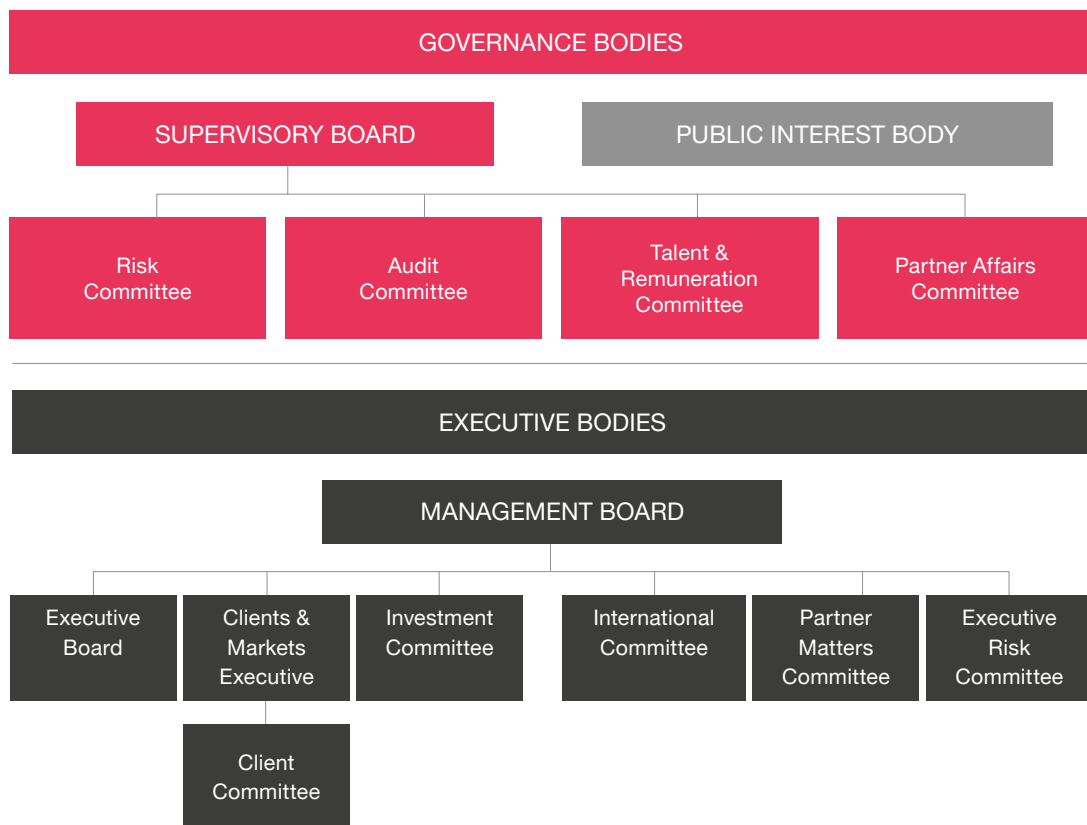 GOVERNANCE BODIES
SUPERVISORY BOARD
PUBLIC INTEREST BODY
Risk
Committee
Audit
Committee
Talent &
Remuneration
Committee
Partner Affairs
Committee
EXECUTIVE BODIES
MANAGEMENT BOARD
Executive
Board
Clients &
Markets
Executive
Investment
Committee
International
Committee
Partner
Matters
Committee
Executive
Risk
Committee
Client
Committee